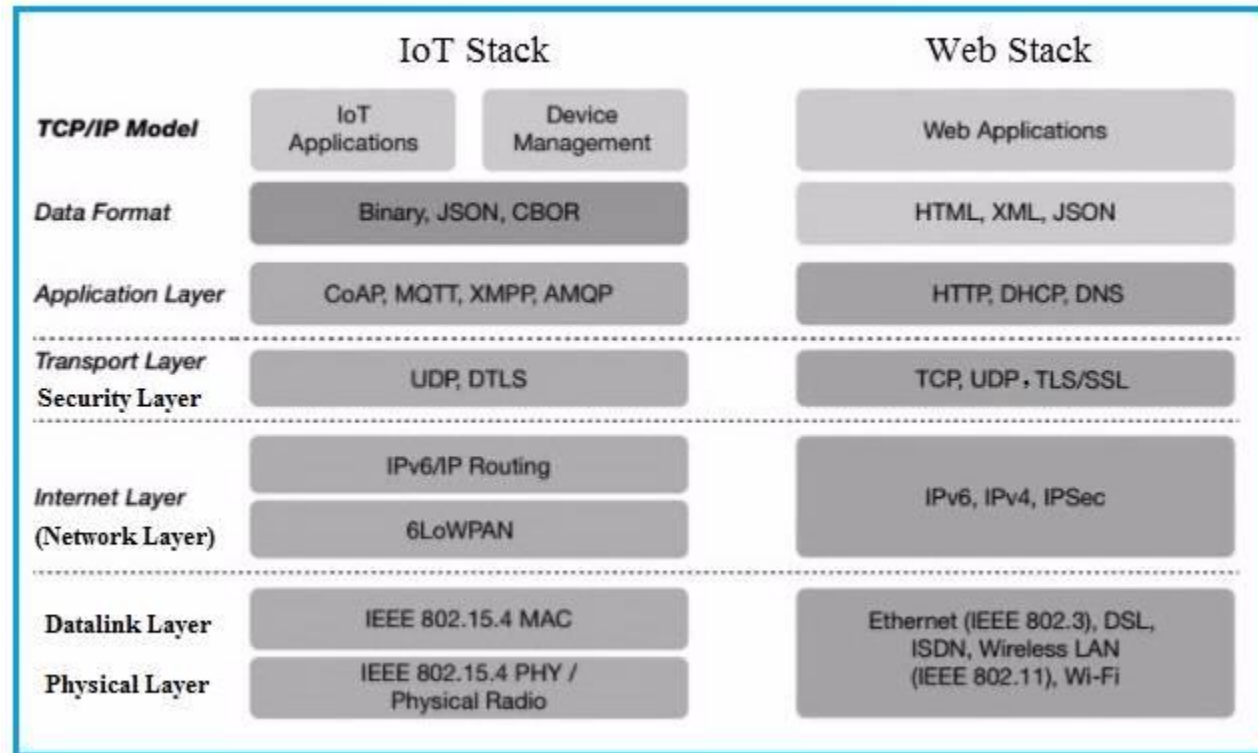 IoT Stack
Web Stack
TCP/IP Model
IoT
Applications
Device
Management
Web Applications
Data Format
Binary, JSON, CBOR
HTML, XML, JSON
Application Layer
CoAP, MQTT, XMPP, AMQP
HTTP, DHCP, DNS
Transport Layer
Security Layer
UDP, DTLS
TCP, UDP，TLS/SSL
Internet Layer
(Network Layer)
IPv6/IP Routing
6LoWPAN
IPv6, IPv4, IPSec
Datalink Layer
IEEE 802.15.4 MAC
Physical Layer
IEEE 802.15.4 PHY /
Physical Radio
Ethernet (IEEE 802.3), DSL,
ISDN, Wireless LAN
(IEEE 802.11), Wi-Fi